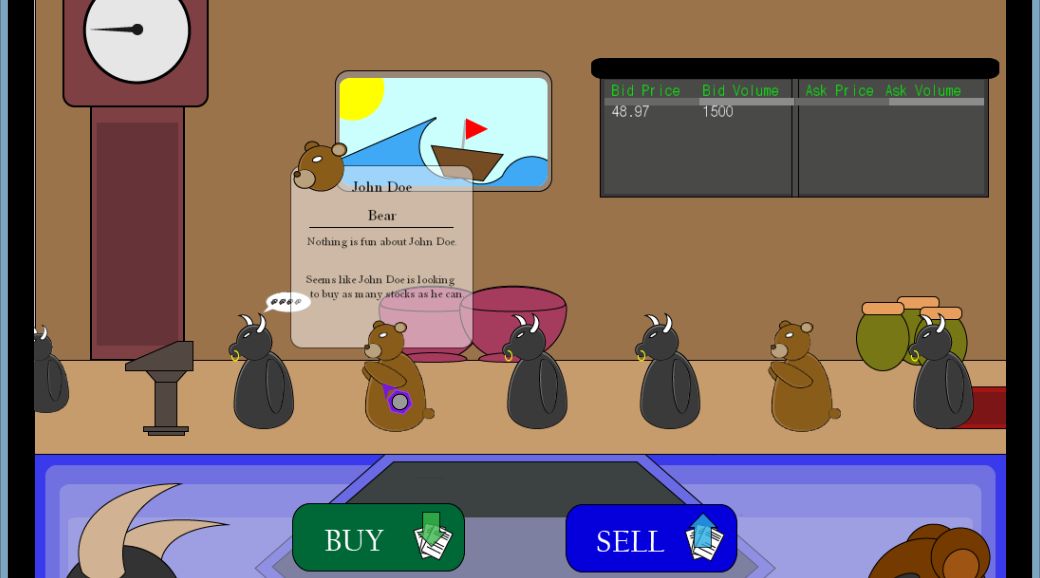 Bid Price Bid Volume Ask Price Ask Volume
48.97 1500
John Doe
Bear
Nothing is fun about John Doe.
Seems like John Doe is looking
to buy as many stocks as he can
BUY
SELL